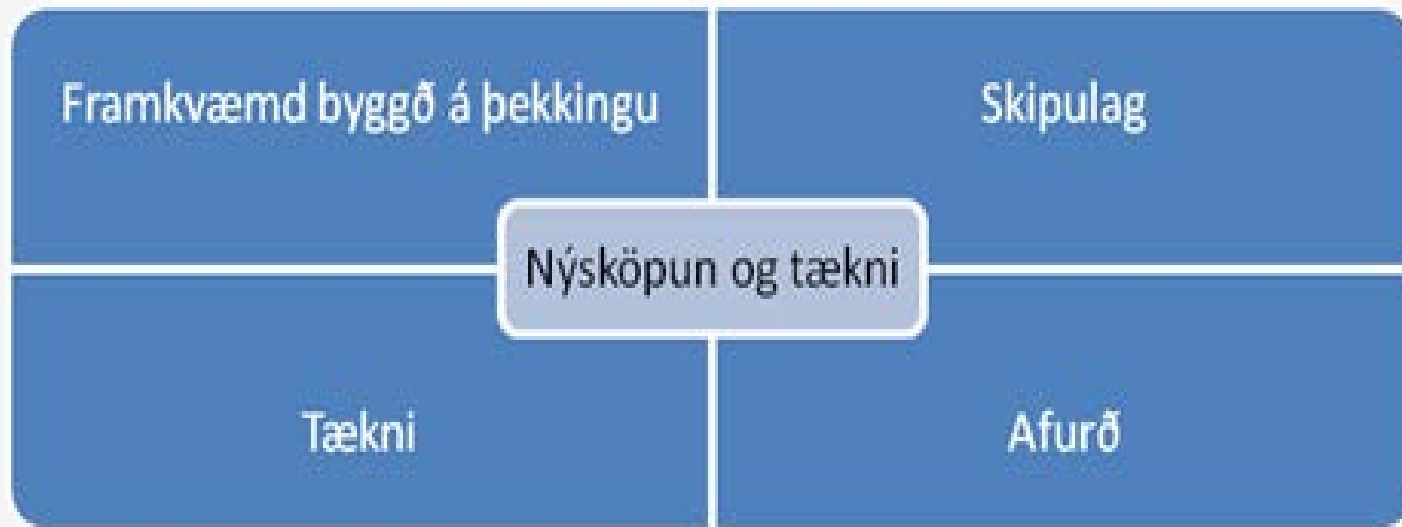 Framkvæmd byggð á þekkingu
Skipulag
Nýsköpun og tækni
Tækni
Afurð